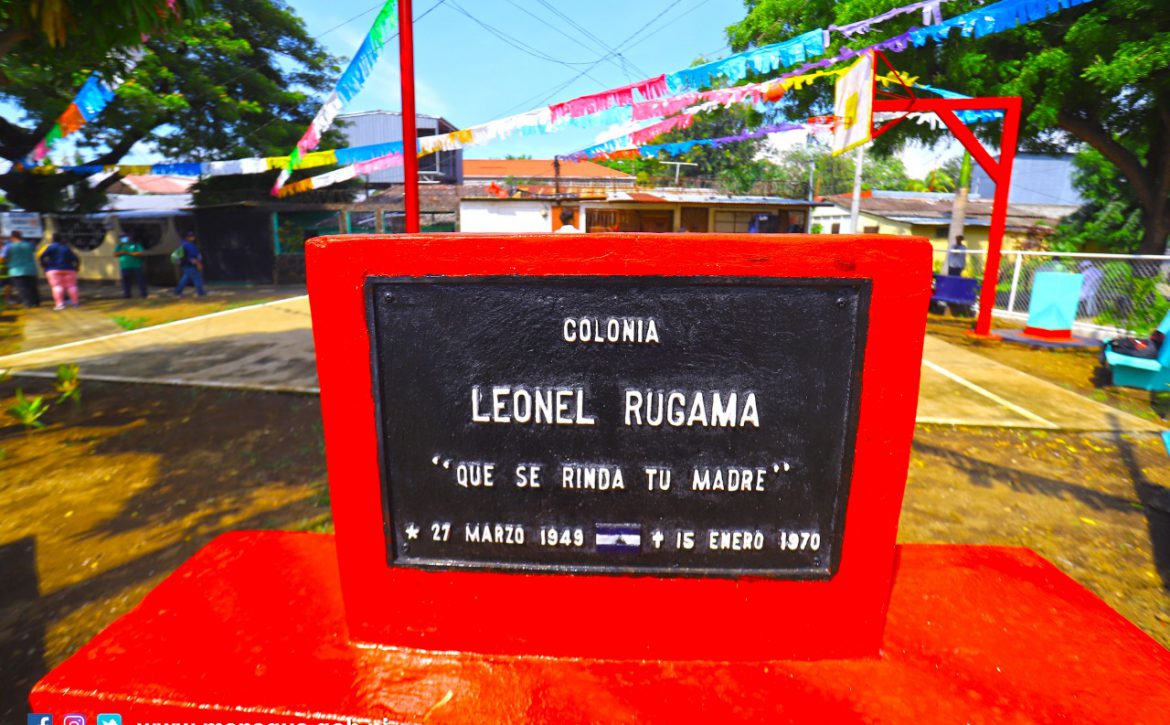 COLONIA
LEONEL RUGAMA
"QUE SE RINDA TU MADRE"
★ 27 MARZO 1949 ✝ 15 ENERO 1970